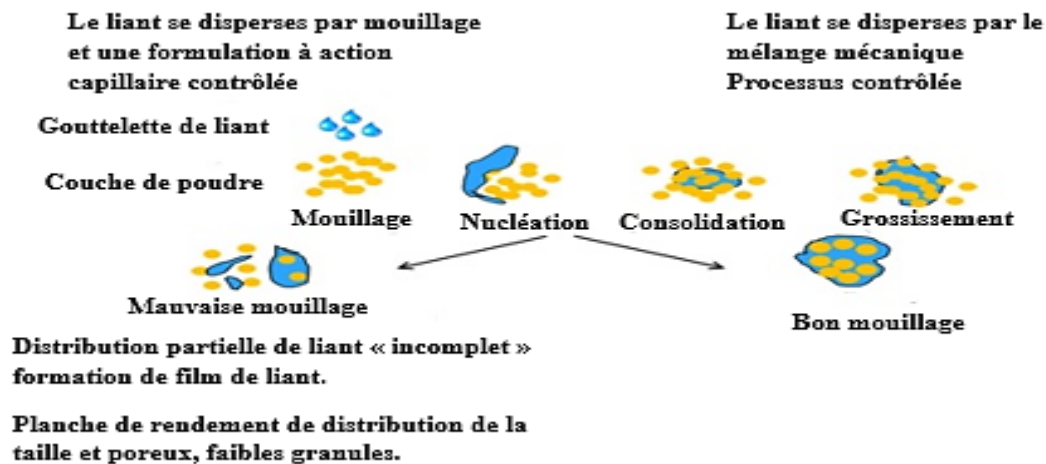 Le liant se disperses par mouillage
et une formulation à action
capillaire contrôlée
Le liant se disperses par le
mélange mécanique
Processus contrôlée
Gouttelette de liant
Couche de poudre
Mouillage
Nucléation
Consolidation
Grossissement
Mauvaise mouillage
Bon mouillage
Distribution partielle de liant « incomplet »
formation de film de liant.
Planche de rendement de distribution de la
taille et poreux, faibles granules.